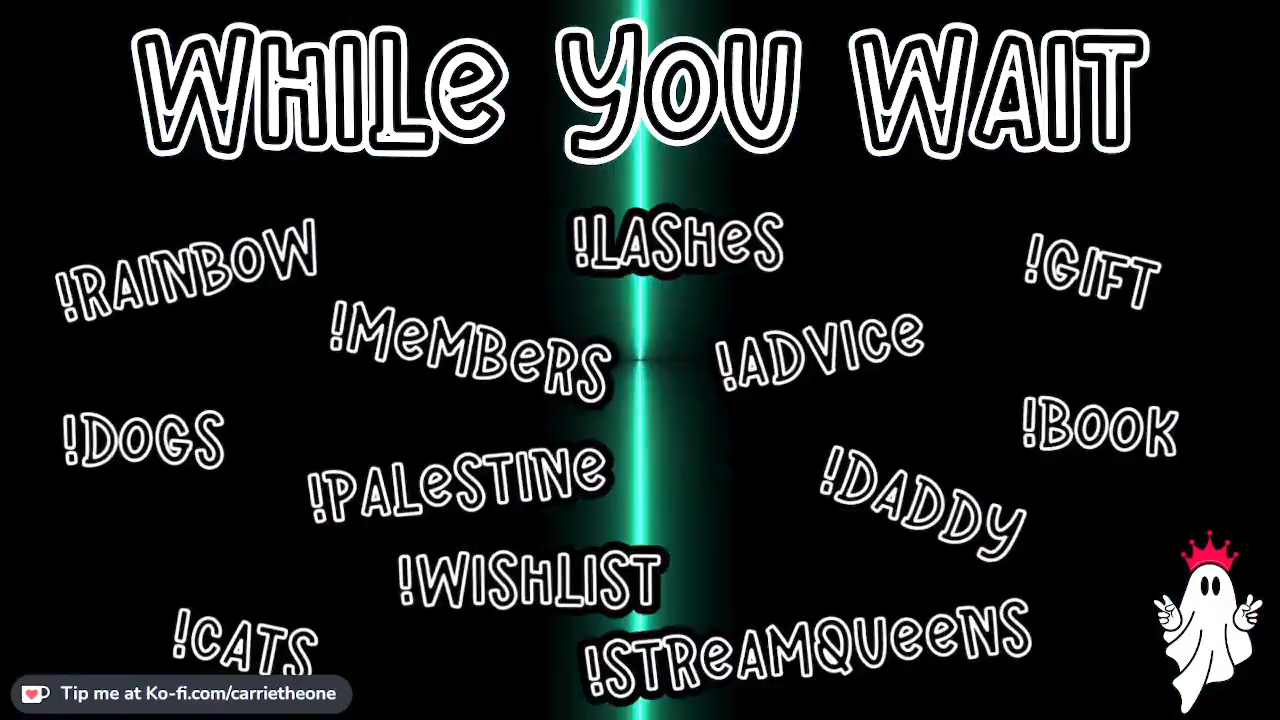 WHILE YOU WAIT
!RAINBOW
!LASHES
!GIFT
!MEMBERS
!ADVICE
!DOGS
!BOOK
!PALESTINE
!DADDY
!WISHLIST
!CATS
!STREAMQUEENS
Tip me at Ko-fi.com/carrietheone